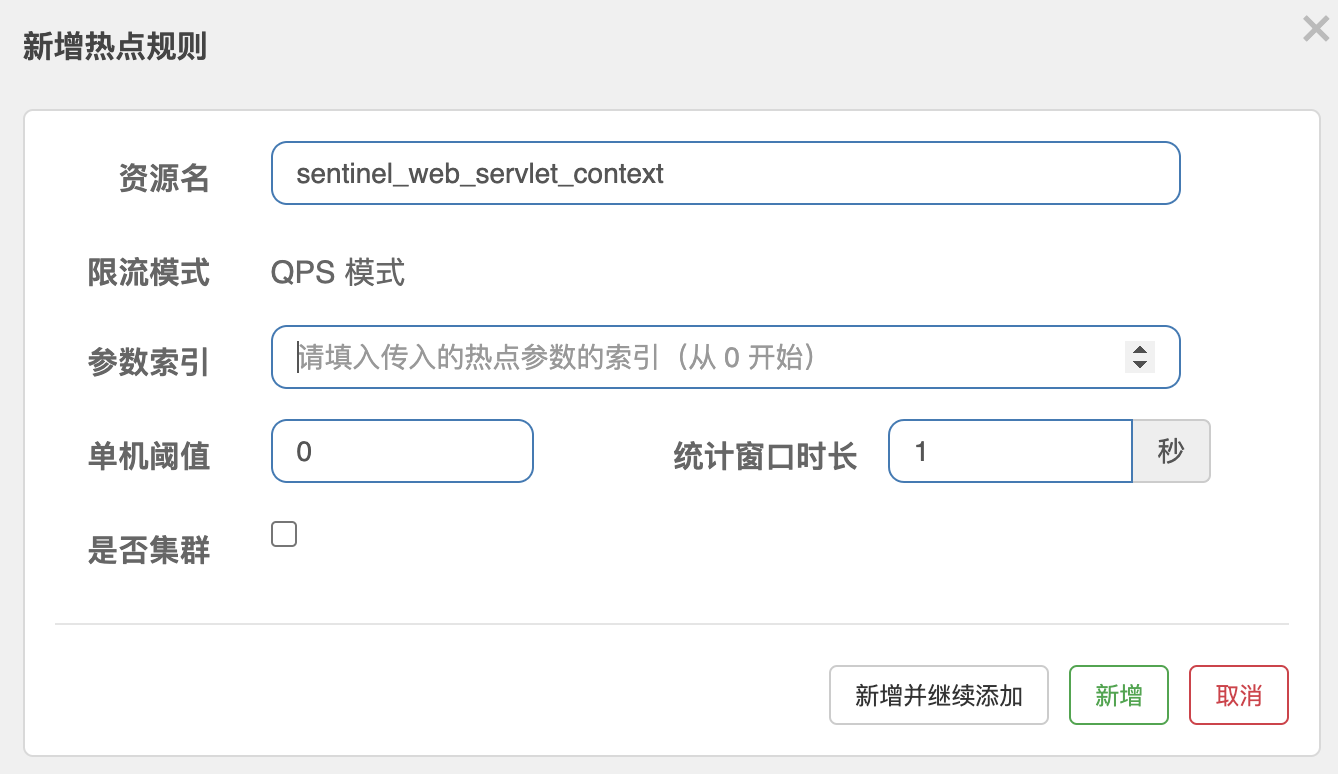 新增热点规则
×
资源名 sentinel_web_servlet_context
限流模式 QPS 模式
参数索引 请填入传入的热点参数的索引（从 0 开始）
单机阈值 0 统计窗口时长 1 秒
是否集群
新增并继续添加 新增 取消